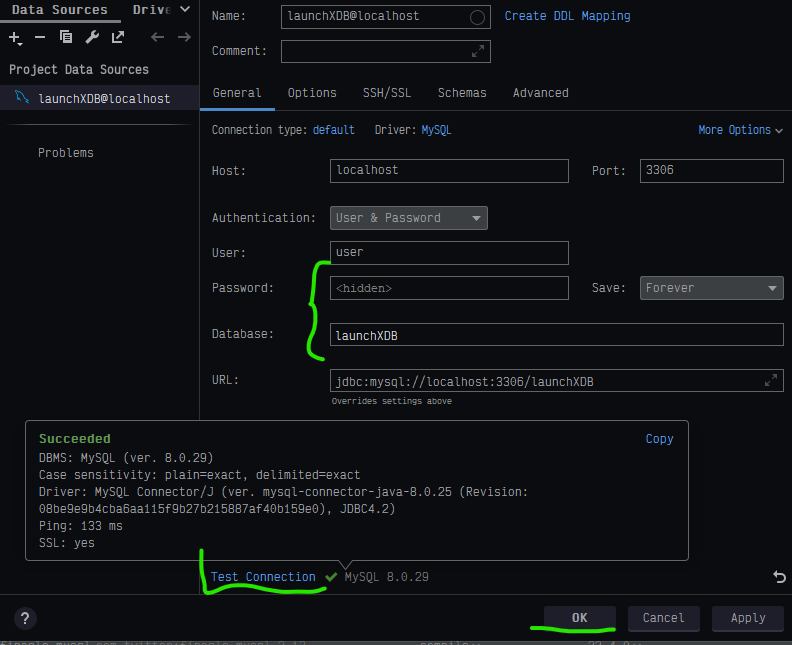 Data Sources Drive
Project Data Sources
launchXDB@localhost
Problems
Name: launchXDB@localhost Create DDL Mapping
Comment:
General Options SSH/SSL Schemas Advanced
Connection type: default Driver: MySQL More Options
Host: localhost Port: 3306
Authentication: User & Password
User: user
Password: <hidden> Save: Forever
Database: launchXDB
URL: jdbc:mysql://localhost:3306/launchXDB
Overrides settings above
Succeeded Copy
DBMS: MySQL (ver. 8.0.29)
Case sensitivity: plain=exact, delimited=exact
Driver: MySQL Connector/J (ver. mysql-connector-java-8.0.25 (Revision:
08be9e9b4cba6aa115f9b27b215887af40b159e0), JDBC4.2)
Ping: 133 ms
SSL: yes
Test Connection MySQL 8.0.29
? OK Cancel Apply